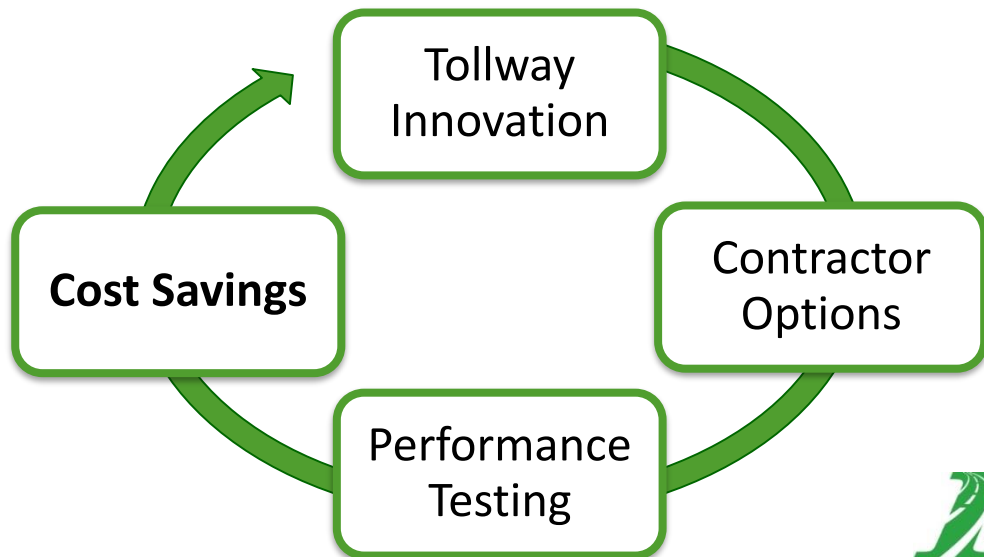 Tollway
Innovation
Contractor
Options
Performance
Testing
Cost Savings